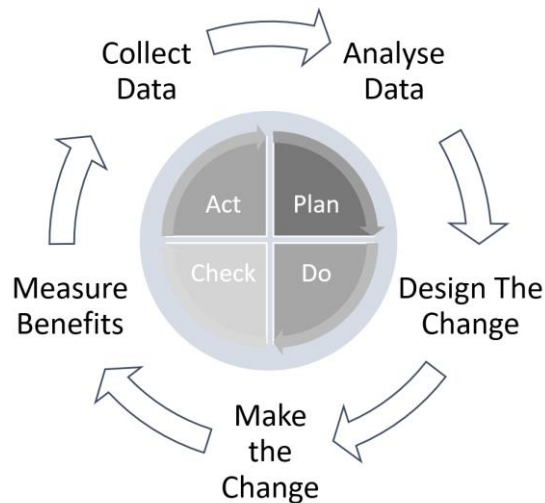 Collect
Data
Analyse
Data
Act
Plan
Check
Do
Measure
Benefits
Design The
Change
Make
the
Change